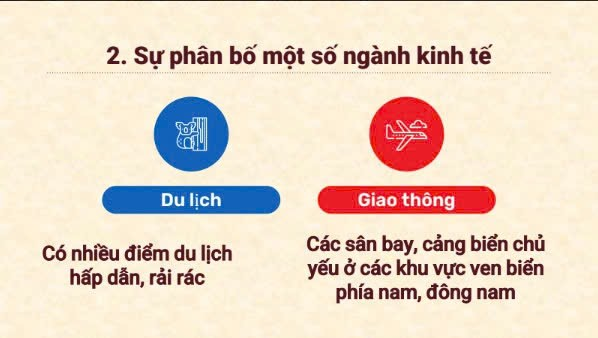 2. Sự phân bố một số ngành kinh tế
Du lịch
Có nhiều điểm du lịch
hấp dẫn, rải rác
Giao thông
Các sân bay, cảng biển chủ
yếu ở các khu vực ven biển
phía nam, đông nam